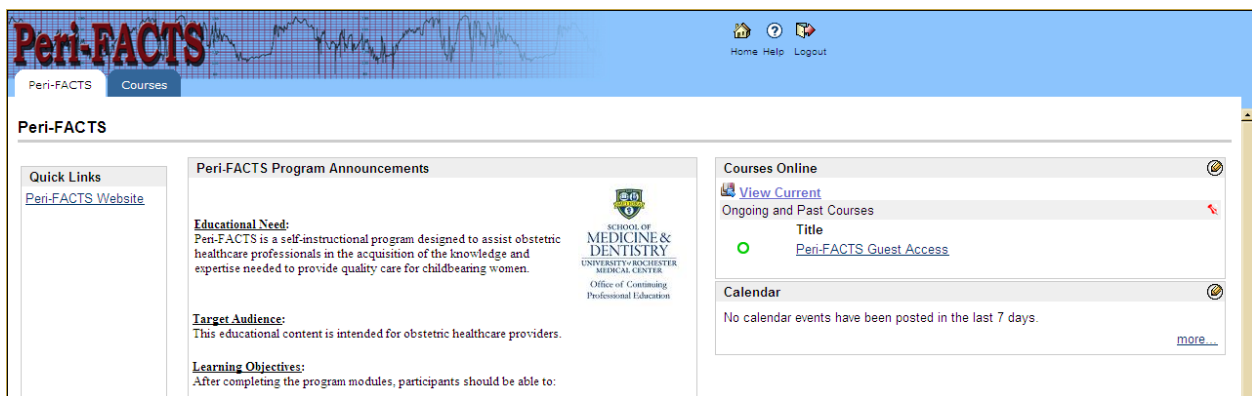 Peri-FACTS
Home Help Logout
Peri-FACTS Courses
Peri-FACTS
Quick Links
Peri-FACTS Website
Peri-FACTS Program Announcements
SCHOOL OF
MEDICINE &
DENTISTRY
UNIVERSITY of ROCHESTER
MEDICAL CENTER
Office of Continuing
Professional Education
Educational Need:
Peri-FACTS is a self-instructional program designed to assist obstetric
healthcare professionals in the acquisition of the knowledge and
expertise needed to provide quality care for childbearing women.
Target Audience:
This educational content is intended for obstetric healthcare providers.
Learning Objectives:
After completing the program modules, participants should be able to:
Courses Online
View Current
Ongoing and Past Courses
Title
Peri-FACTS Guest Access
Calendar
No calendar events have been posted in the last 7 days.
more...